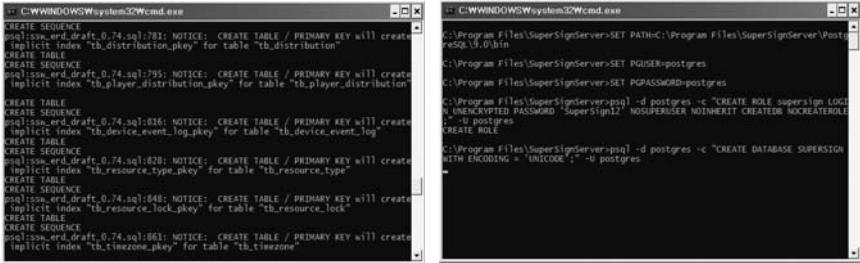 C:\WINDOWS\system32\cmd.exe
CREATE SEQUENCE
psql:ssw_erd_draft_0.74.sql:781: NOTICE:  CREATE TABLE / PRIMARY KEY will create
implicit index "tb_distribution_pkey" for table "tb_distribution"
CREATE TABLE
CREATE SEQUENCE
psql:ssw_erd_draft_0.74.sql:795: NOTICE:  CREATE TABLE / PRIMARY KEY will create
implicit index "tb_player_distribution_pkey" for table "tb_player_distribution"
CREATE TABLE
CREATE SEQUENCE
psql:ssw_erd_draft_0.74.sql:816: NOTICE:  CREATE TABLE / PRIMARY KEY will create
implicit index "tb_device_event_log_pkey" for table "tb_device_event_log"
CREATE TABLE
CREATE SEQUENCE
psql:ssw_erd_draft_0.74.sql:828: NOTICE:  CREATE TABLE / PRIMARY KEY will create
implicit index "tb_resource_type_pkey" for table "tb_resource_type"
CREATE TABLE
CREATE SEQUENCE
psql:ssw_erd_draft_0.74.sql:848: NOTICE:  CREATE TABLE / PRIMARY KEY will create
implicit index "tb_resource_lock_pkey" for table "tb_resource_lock"
CREATE TABLE
CREATE SEQUENCE
psql:ssw_erd_draft_0.74.sql:861: NOTICE:  CREATE TABLE / PRIMARY KEY will create
implicit index "tb_timezone_pkey" for table "tb_timezone"
C:₩WINDOWS₩system32₩cmd.exe
C:\Program Files\SuperSignServer>SET PATH=C:\Program Files\SuperSignServer\Postg
reSQL\9.0\bin
C:\Program Files\SuperSignServer>SET PGUSER=postgres
C:\Program Files\SuperSignServer>SET PGPASSWORD=postgres
C:\Program Files\SuperSignServer>psql -d postgres -c "CREATE ROLE supersign LOGI
N UNENCRYPTED PASSWORD 'SuperSign12' NOSUPERUSER NOINHERIT CREATEDB NOCREATEROLE
;" -U postgres
CREATE ROLE
C:\Program Files\SuperSignServer>psql -d postgres -c "CREATE DATABASE SUPERSIGN
WITH ENCODING = 'UNICODE';" -U postgres